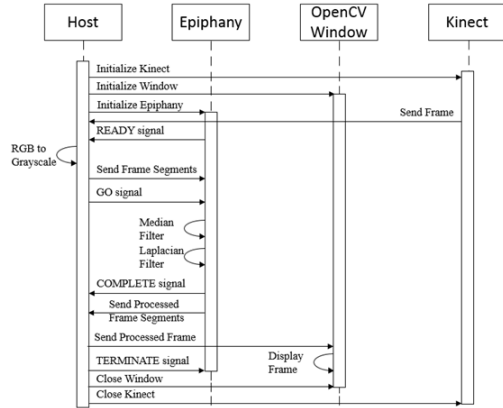 Host
Epiphany
OpenCV
Window
Kinect
Initialize Kinect
Initialize Window
Initialize Epiphany
Send Frame
READY signal
RGB to
Grayscale
Send Frame Segments
GO signal
Median
Filter
Laplacian
Filter
COMPLETE signal
Send Processed
Frame Segments
Send Processed Frame
Display
Frame
TERMINATE signal
Close Window
Close Kinect